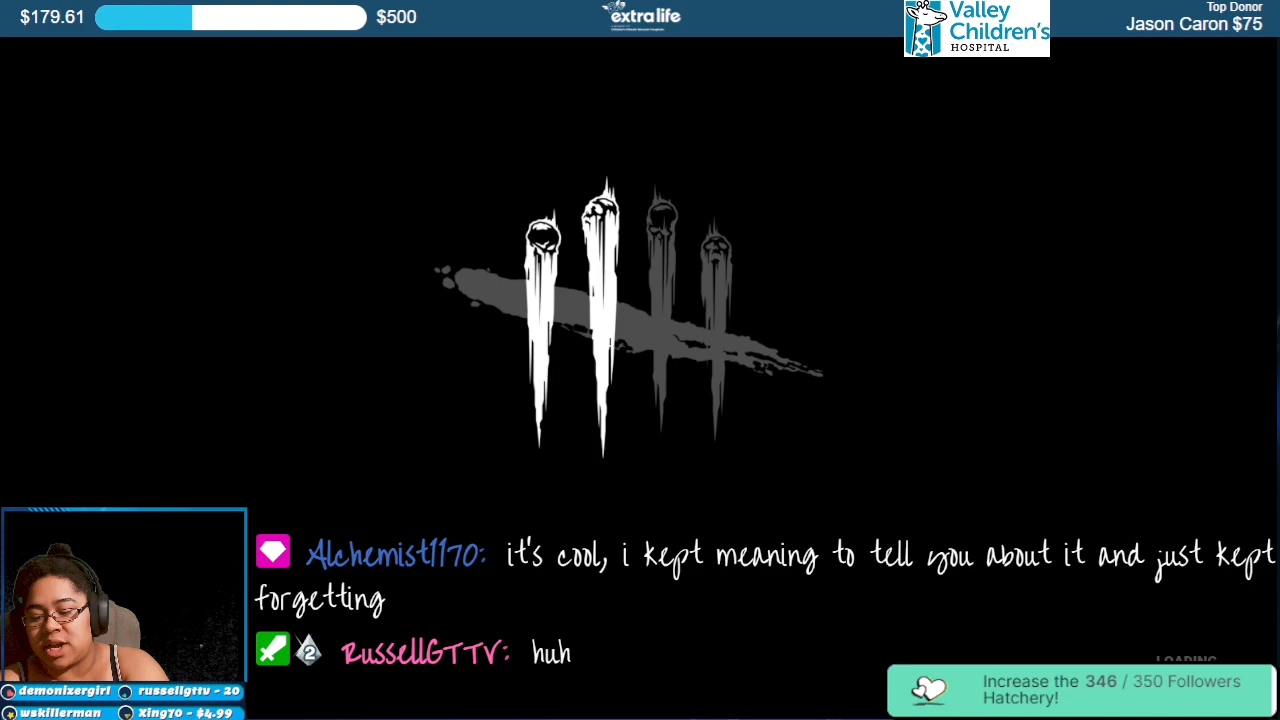 $179.61 $500
extralife
Valley
Children's
HOSPITAL
Top Donor
Jason Caron $75
Alchemist1170: it's cool, i kept meaning to tell you about it and just kept
forgetting
2 RussellGTTV: huh
LOADING
Increase the 346 / 350 Followers
Hatchery!
demonizergirl russellgttv - 20
wskillerman Xing70 - $4.99